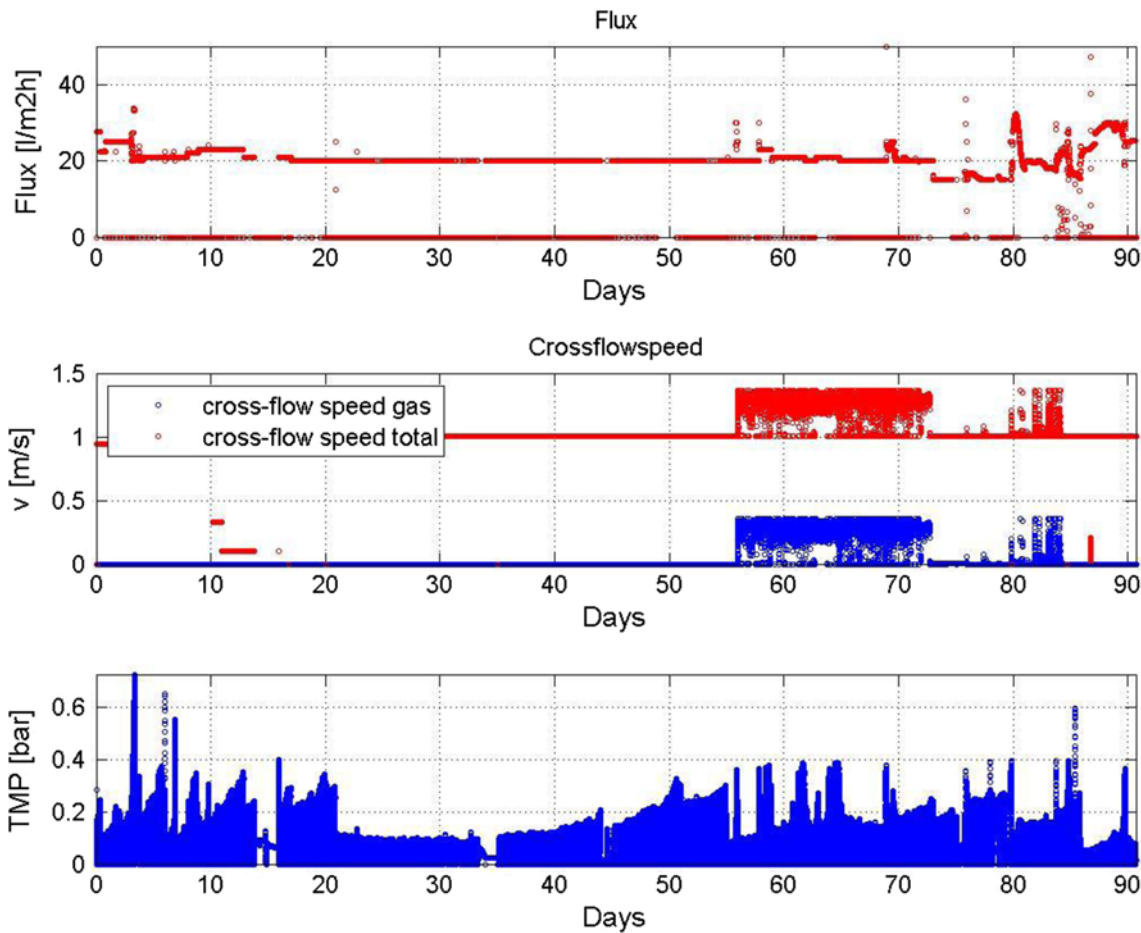 Flux
Flux [l/m2h]
40
20
0
0 10 20 30 40 50 60 70 80 90
Days
Crossflowspeed
v [m/s]
1.5
1
0.5
0
cross-flow speed gas
cross-flow speed total
0 10 20 30 40 50 60 70 80 90
Days
TMP [bar]
0.6
0.4
0.2
0
0 10 20 30 40 50 60 70 80 90
Days